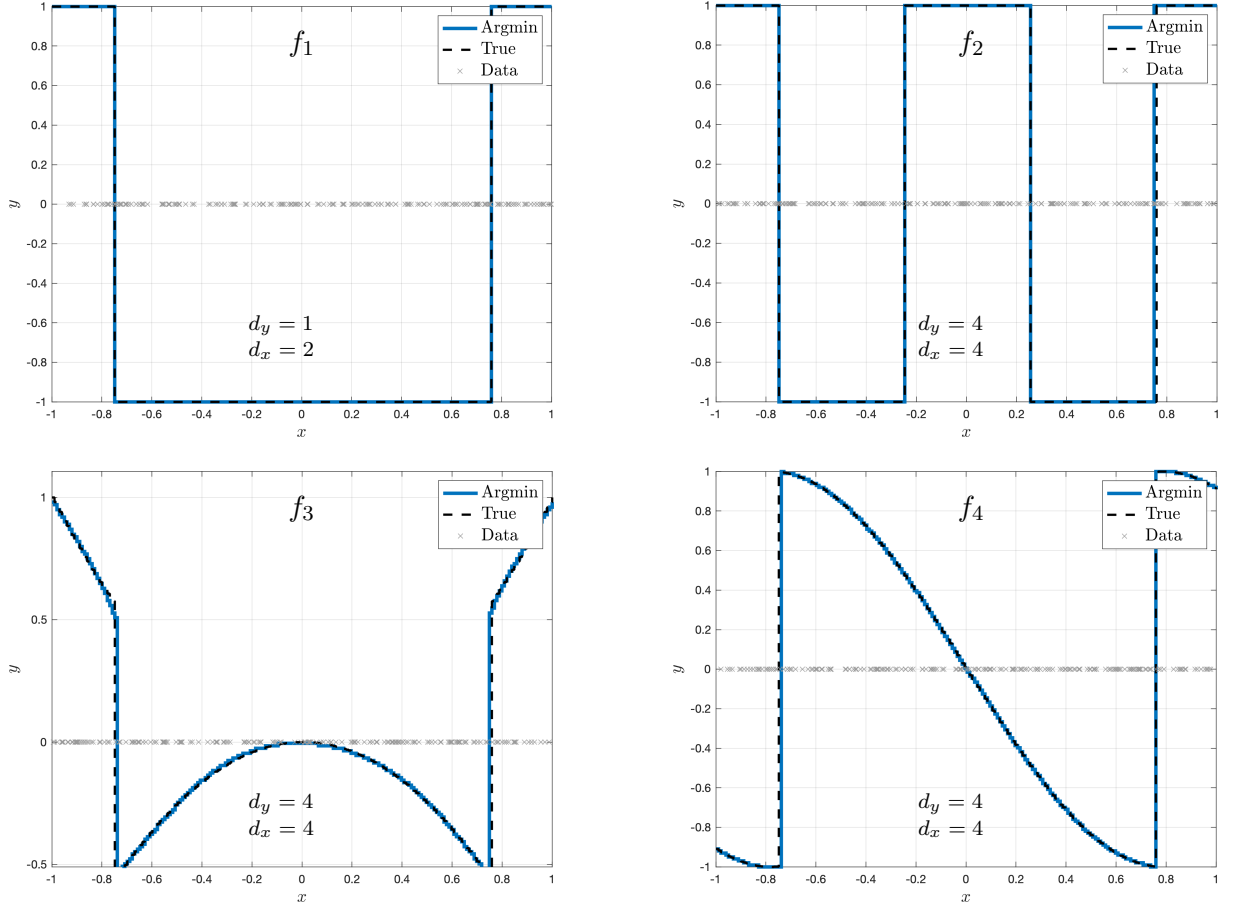 f1
Argmin
True
Data
dy = 1
dx = 2
y
1
0.8
0.6
0.4
0.2
0
-0.2
-0.4
-0.6
-0.8
-1
-1 -0.8 -0.6 -0.4 -0.2 0 0.2 0.4 0.6 0.8 1
x
f2
Argmin
True
Data
dy = 4
dx = 4
y
1
0.8
0.6
0.4
0.2
0
-0.2
-0.4
-0.6
-0.8
-1
-1 -0.8 -0.6 -0.4 -0.2 0 0.2 0.4 0.6 0.8 1
x
f3
Argmin
True
Data
dy = 4
dx = 4
y
1
0.5
0
-0.5
-1 -0.8 -0.6 -0.4 -0.2 0 0.2 0.4 0.6 0.8 1
x
f4
Argmin
True
Data
dy = 4
dx = 4
y
1
0.8
0.6
0.4
0.2
0
-0.2
-0.4
-0.6
-0.8
-1
-1 -0.8 -0.6 -0.4 -0.2 0 0.2 0.4 0.6 0.8 1
x